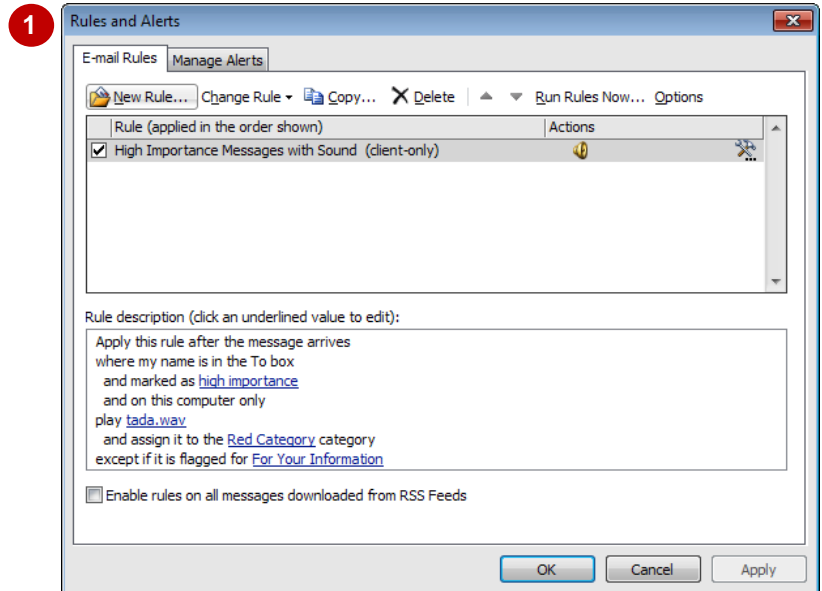 1
Rules and Alerts
E-mail Rules Manage Alerts
New Rule... Change Rule Copy... Delete Run Rules Now... Options
Rule (applied in the order shown) Actions
High Importance Messages with Sound (client-only)
Rule description (click an underlined value to edit):
Apply this rule after the message arrives
where my name is in the To box
and marked as high importance
and on this computer only
play tada.wav
and assign it to the Red Category category
except if it is flagged for For Your Information
Enable rules on all messages downloaded from RSS Feeds
OK Cancel Apply